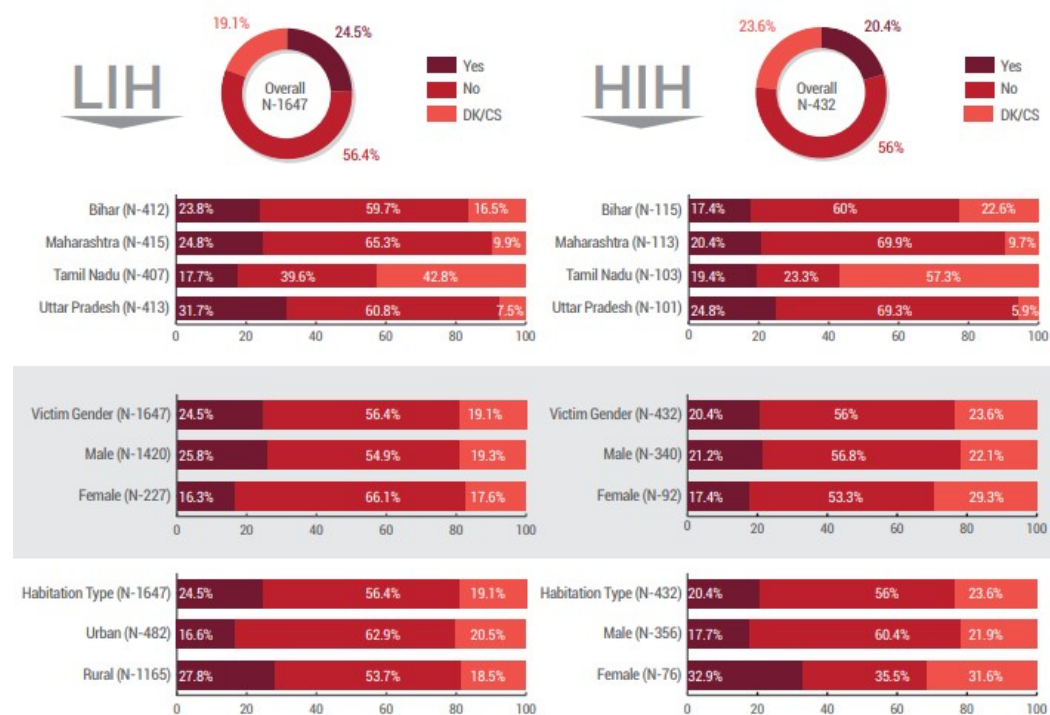 19.1%
24.5%
LIH
Overall
N-1647
Yes
No
DK/CS
56.4%
23.6%
20.4%
HIH
Overall
N-432
Yes
No
DK/CS
56%
Bihar (N-412) 23.8% 59.7% 16.5%
Maharashtra (N-415) 24.8% 65.3% 9.9%
Tamil Nadu (N-407) 17.7% 39.6% 42.8%
Uttar Pradesh (N-413) 31.7% 60.8% 7.5%
0 20 40 60 80 100
Bihar (N-115) 17.4% 60% 22.6%
Maharashtra (N-113) 20.4% 69.9% 9.7%
Tamil Nadu (N-103) 19.4% 23.3% 57.3%
Uttar Pradesh (N-101) 24.8% 69.3% 5.9%
0 20 40 60 80 100
Victim Gender (N-1647) 24.5% 56.4% 19.1%
Male (N-1420) 25.8% 54.9% 19.3%
Female (N-227) 16.3% 66.1% 17.6%
0 20 40 60 80 100
Victim Gender (N-432) 20.4% 56% 23.6%
Male (N-340) 21.2% 56.8% 22.1%
Female (N-92) 17.4% 53.3% 29.3%
0 20 40 60 80 100
Habitation Type (N-1647) 24.5% 56.4% 19.1%
Urban (N-482) 16.6% 62.9% 20.5%
Rural (N-1165) 27.8% 53.7% 18.5%
0 20 40 60 80 100
Habitation Type (N-432) 20.4% 56% 23.6%
Male (N-356) 17.7% 60.4% 21.9%
Female (N-76) 32.9% 35.5% 31.6%
0 20 40 60 80 100